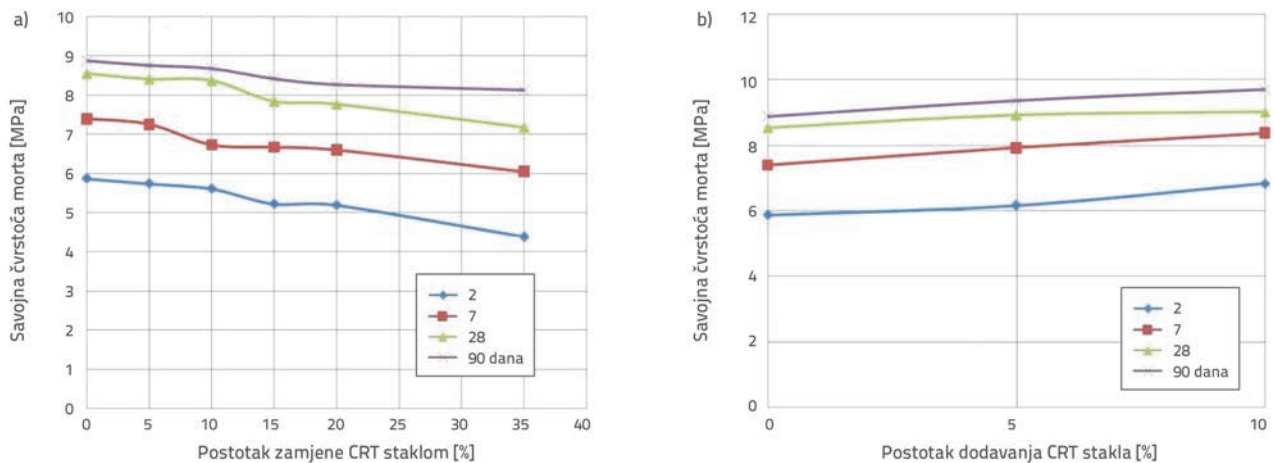 a)
Savojna čvrstoća morta [MPa]
10
9
8
7
6
5
4
3
2
1
0
2
7
28
90 dana
0 5 10 15 20 25 30 35 40
Postotak zamjene CRT staklom [%]
b)
Savojna čvrstoća morta [MPa]
12
10
8
6
4
2
0
2
7
28
90 dana
0 5 10
Postotak dodavanja CRT stakla [%]